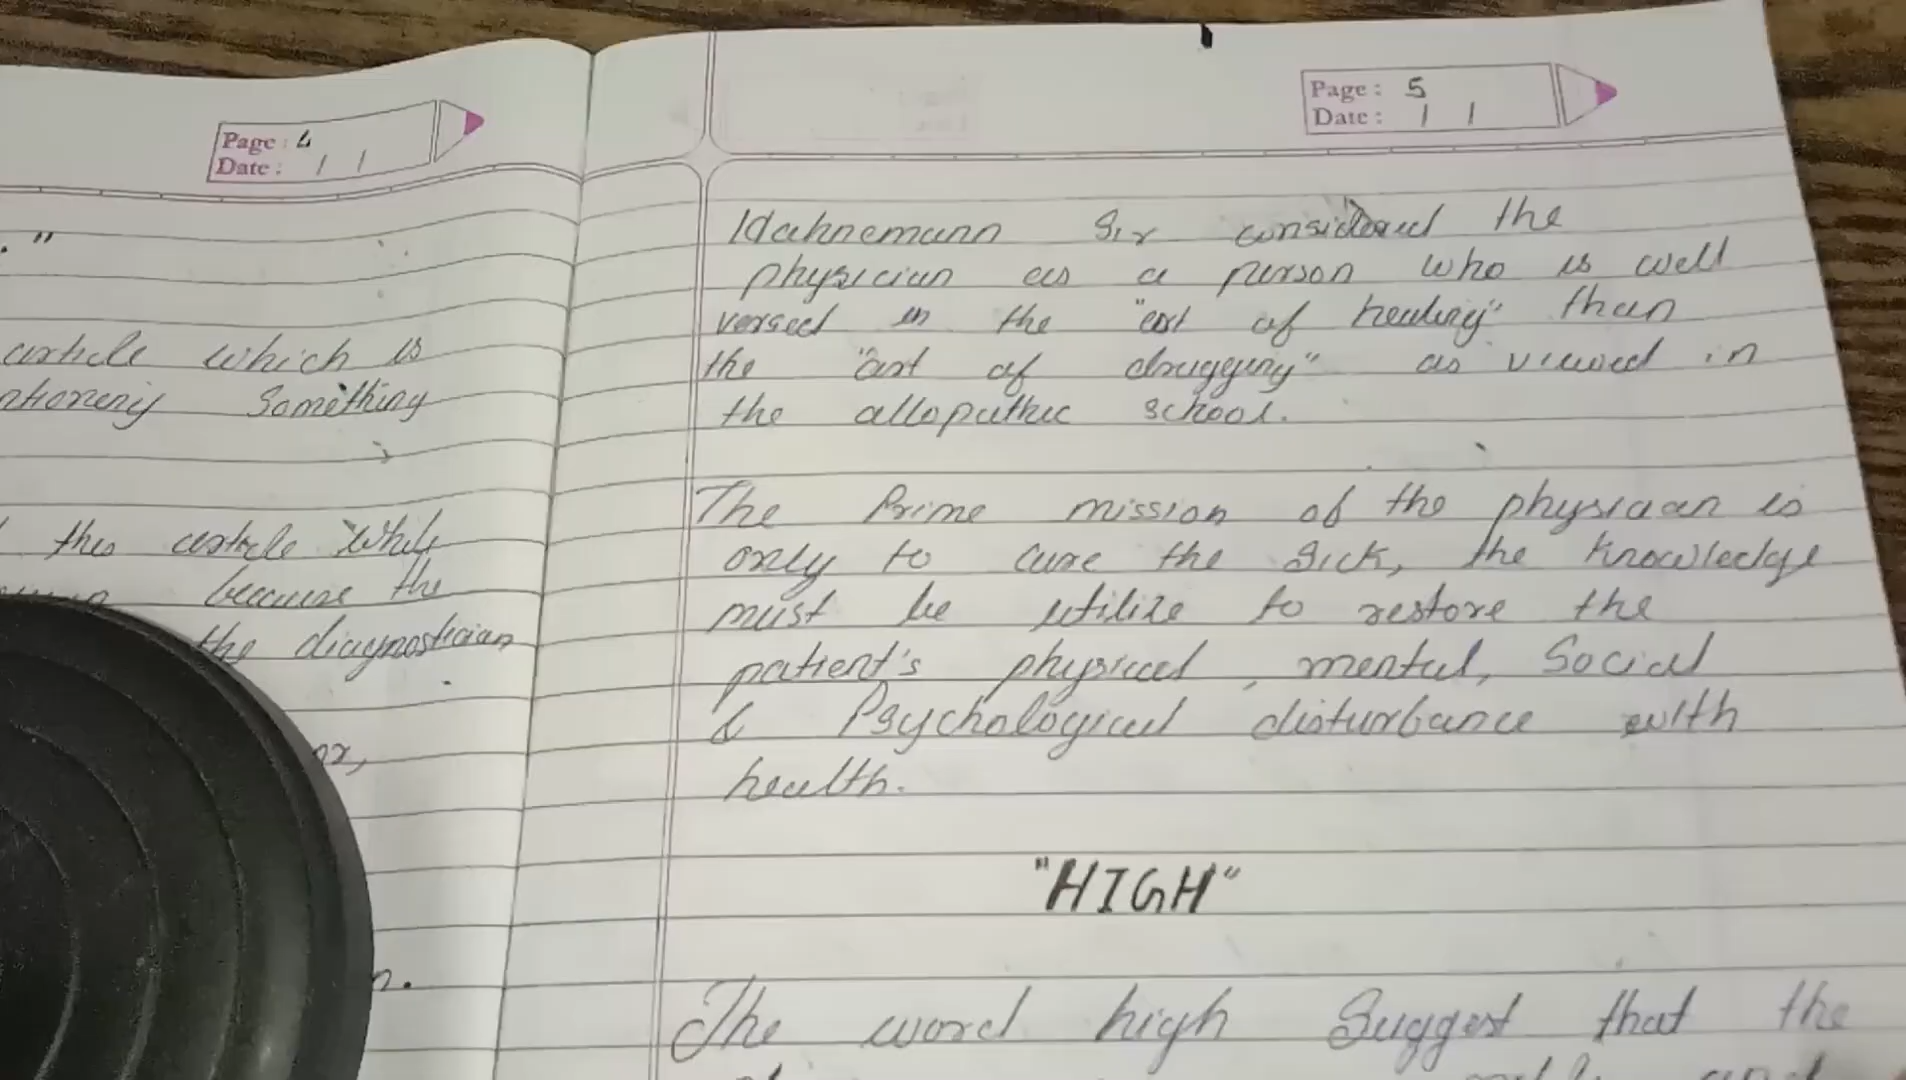 Page : 4
Date : / /
."
article which is
Something
this article while
because the
the diagnostician
Page : 5
Date : / /
Hahnemann Sir considered the
physician as a person who is well
versed in the "art of healing" than
the "art of drugging" as viewed in
the allopathic school.
The Prime mission of the physician is
only to cure the sick, the knowledge
must be utilize to restore the
patient's physical, mental, Social
& Psychological disturbance with
health.
"HIGH"
The word high Suggest that the